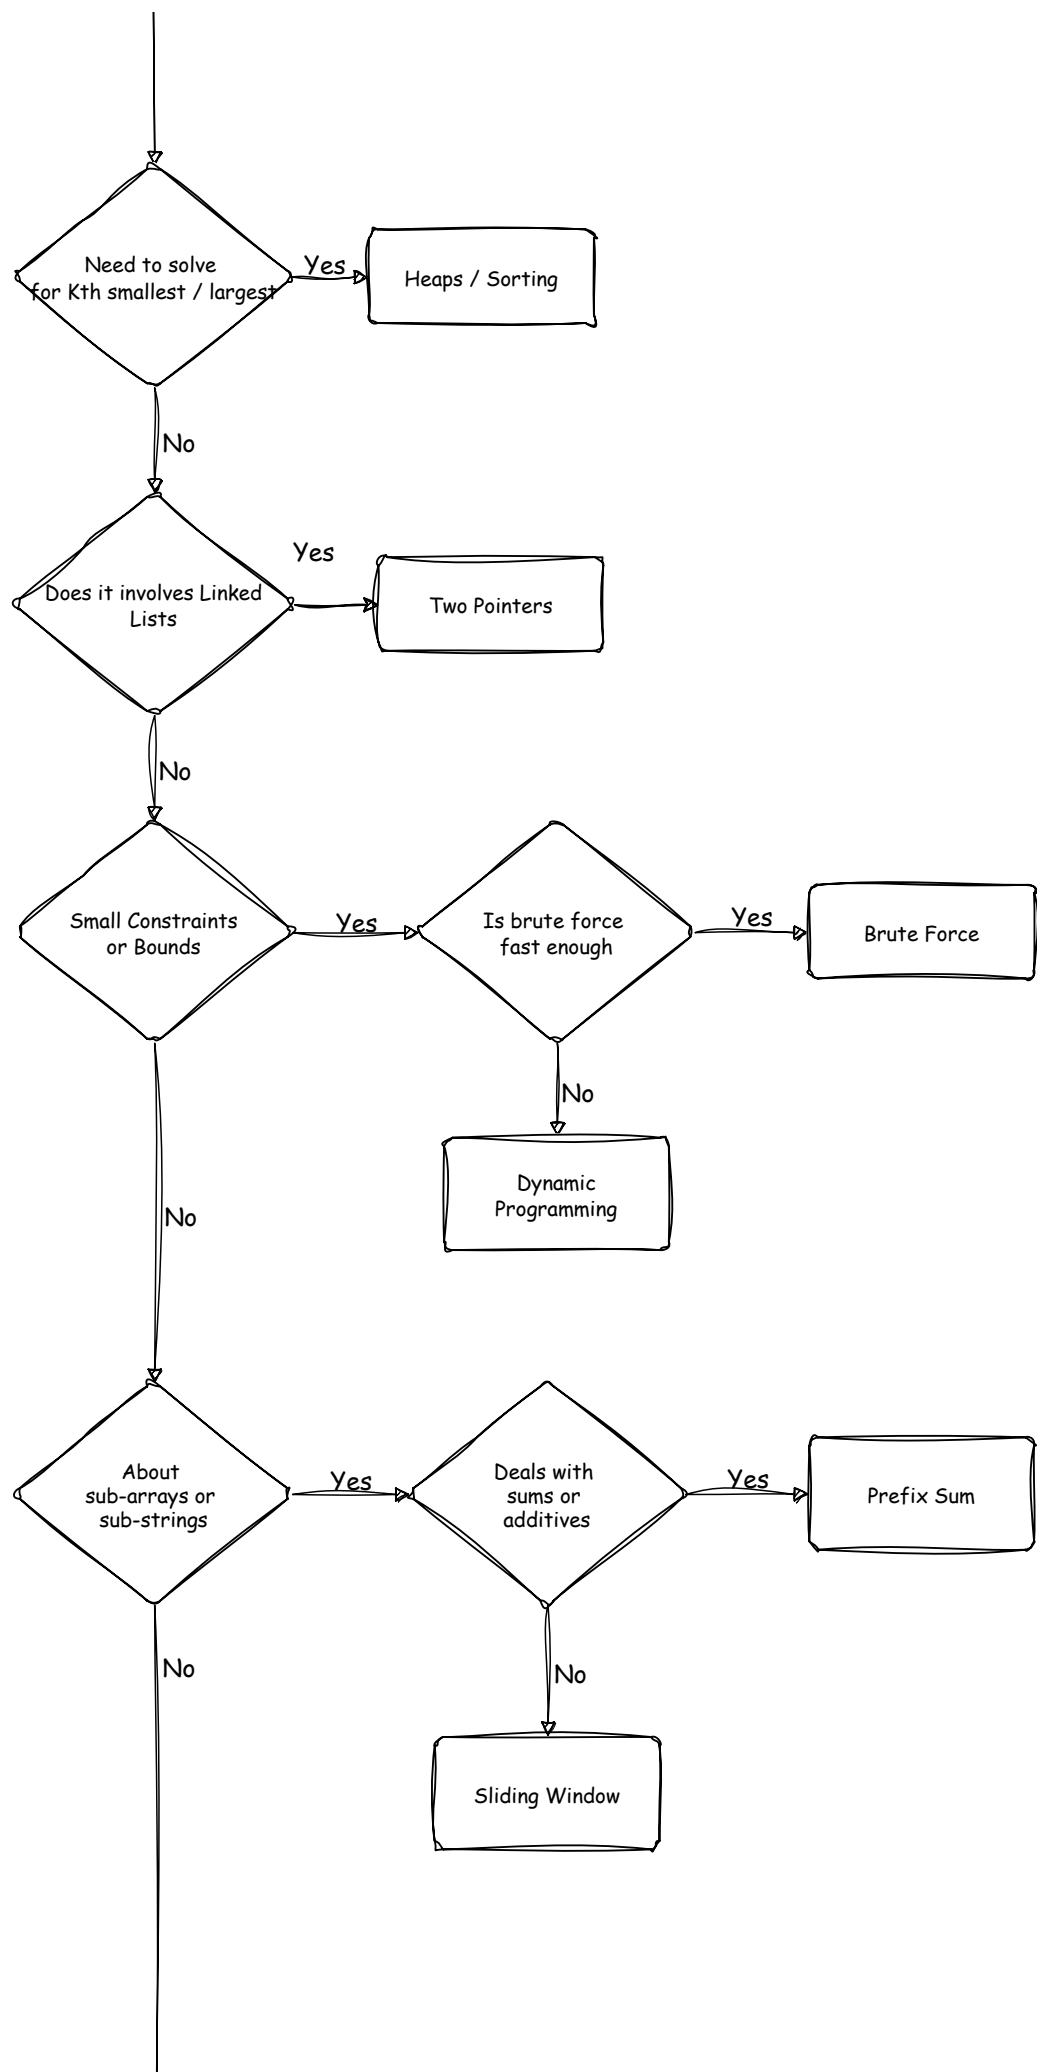 Need to solve
for Kth smallest / largest
Yes
Heaps / Sorting
No
Does it involves Linked
Lists
Yes
Two Pointers
No
Small Constraints
or Bounds
Yes
Is brute force
fast enough
Yes
Brute Force
No
Dynamic
Programming
No
About
sub-arrays or
sub-strings
Yes
Deals with
sums or
additives
Yes
Prefix Sum
No
No
Sliding Window